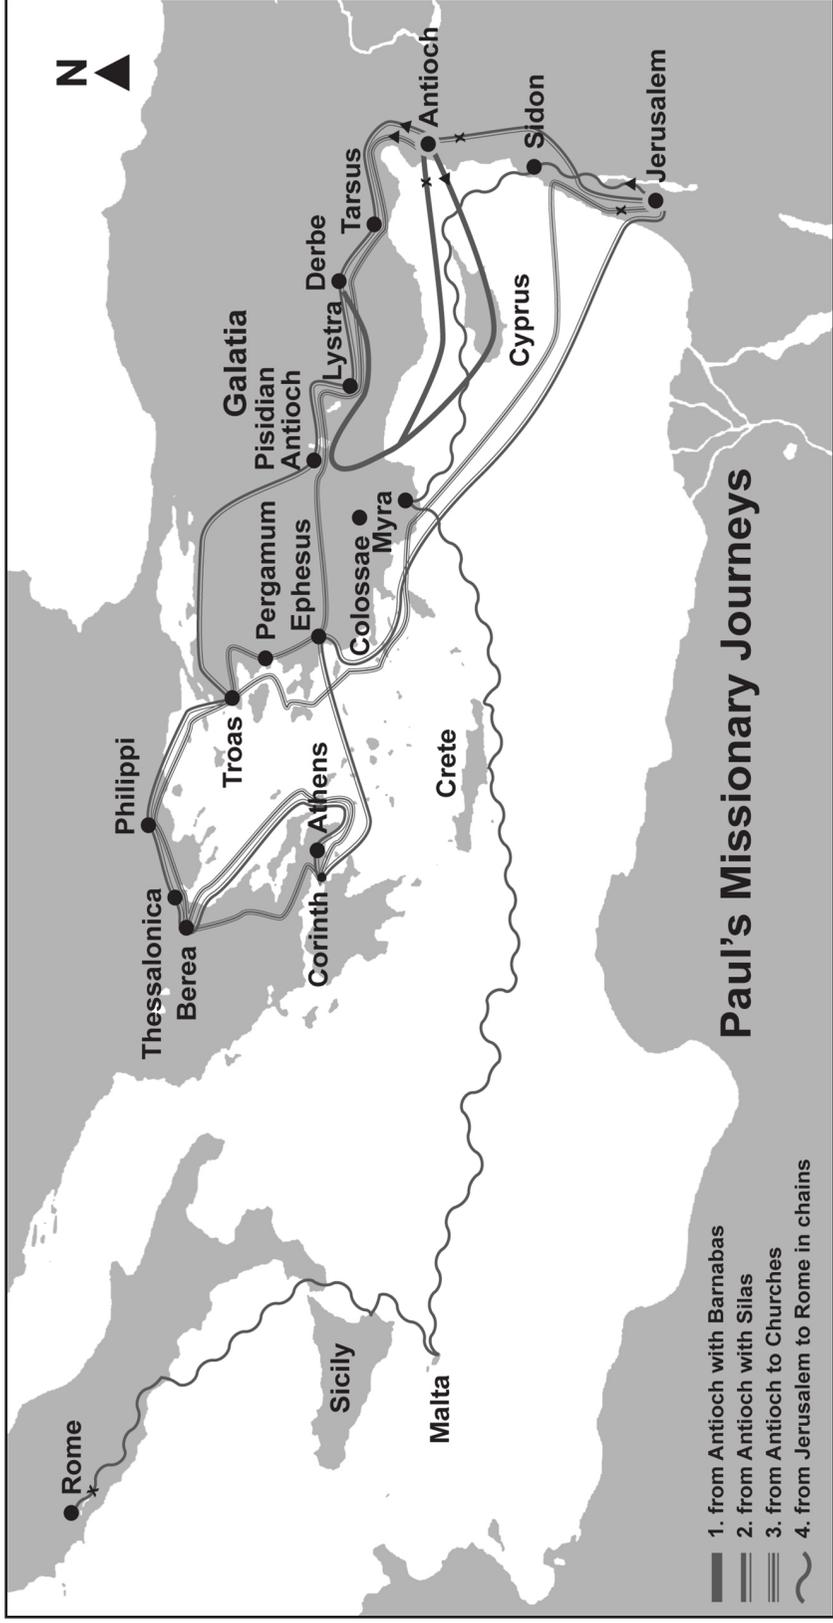 N
Rome
Sicily
Malta
Thessalonica
Berea
Philippi
Corinth
Athens
Troas
Crete
Pergamum
Ephesus
Colossae
Myra
Galatia
Pisidian
Antioch
Lystra
Derbe
Tarsus
Cyprus
Antioch
Sidon
Jerusalem
Paul's Missionary Journeys
1. from Antioch with Barnabas
2. from Antioch with Silas
3. from Antioch to Churches
4. from Jerusalem to Rome in chains